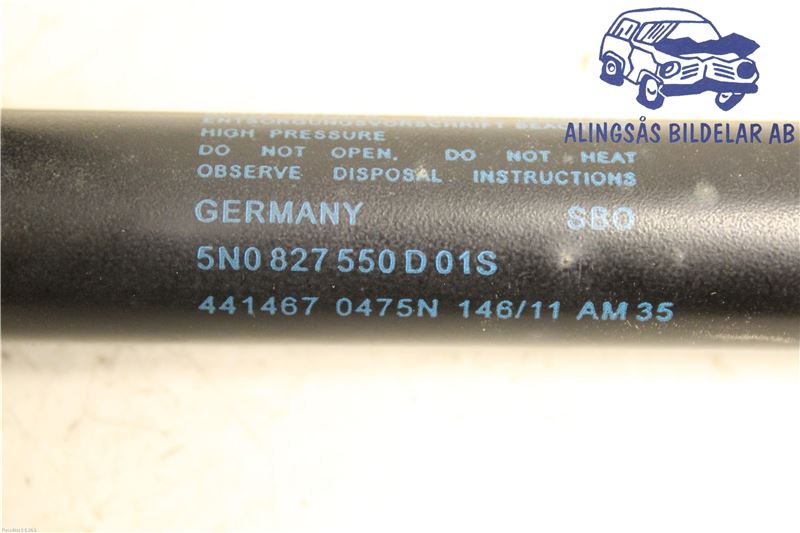 ALINGSÅS BILDELAR AB
ENTSORGUNGSVORSCHRIFT
HIGH PRESSURE
DO NOT OPEN. DO NOT HEAT
OBSERVE DISPOSAL INSTRUCTIONS
GERMANY SBO
5N0 827 550 D 01S
441467 0475N 146/11 AM 35